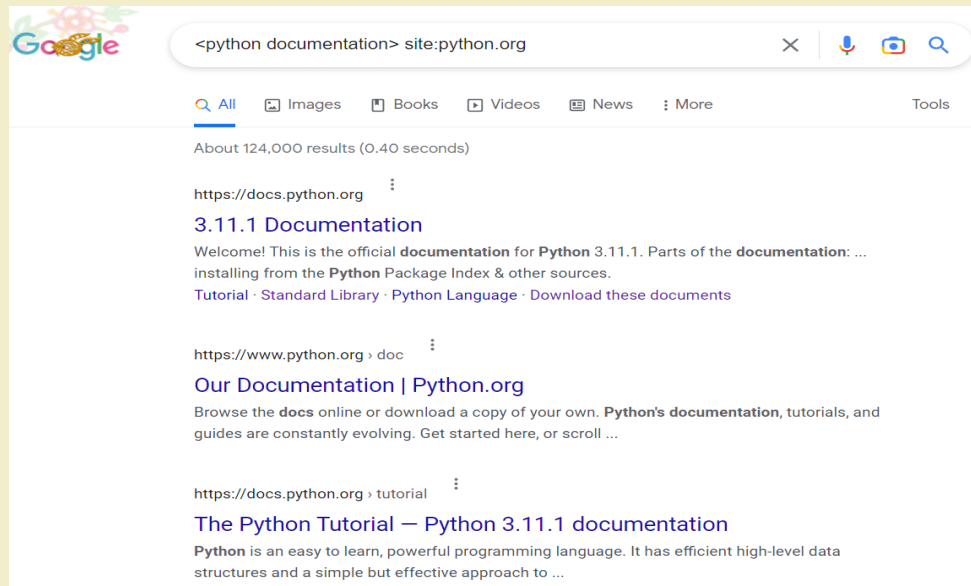 Google
<python documentation> site:python.org
All Images Books Videos News More Tools
About 124,000 results (0.40 seconds)
https://docs.python.org
3.11.1 Documentation
Welcome! This is the official documentation for Python 3.11.1. Parts of the documentation: ...
installing from the Python Package Index & other sources.
Tutorial · Standard Library · Python Language · Download these documents
https://www.python.org › doc
Our Documentation | Python.org
Browse the docs online or download a copy of your own. Python's documentation, tutorials, and
guides are constantly evolving. Get started here, or scroll ...
https://docs.python.org › tutorial
The Python Tutorial — Python 3.11.1 documentation
Python is an easy to learn, powerful programming language. It has efficient high-level data
structures and a simple but effective approach to ...